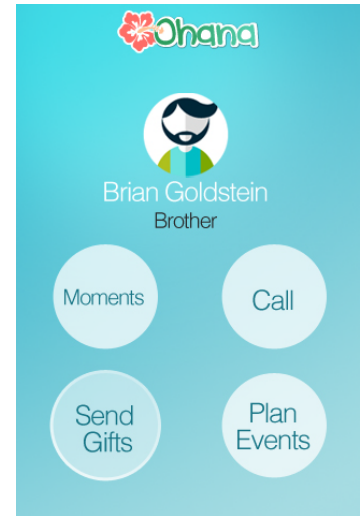 Ohana
Brian Goldstein
Brother
Moments
Call
Send
Gifts
Plan
Events